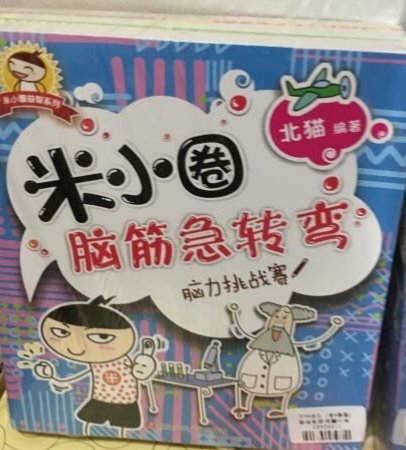 米小圈益智系列
北猫 编著
米小圈
脑筋急转弯
脑力挑战赛
米